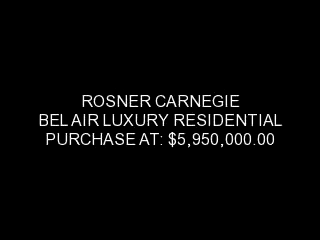 ROSNER CARNEGIE
BEL AIR LUXURY RESIDENTIAL
PURCHASE AT: $5,950,000.00